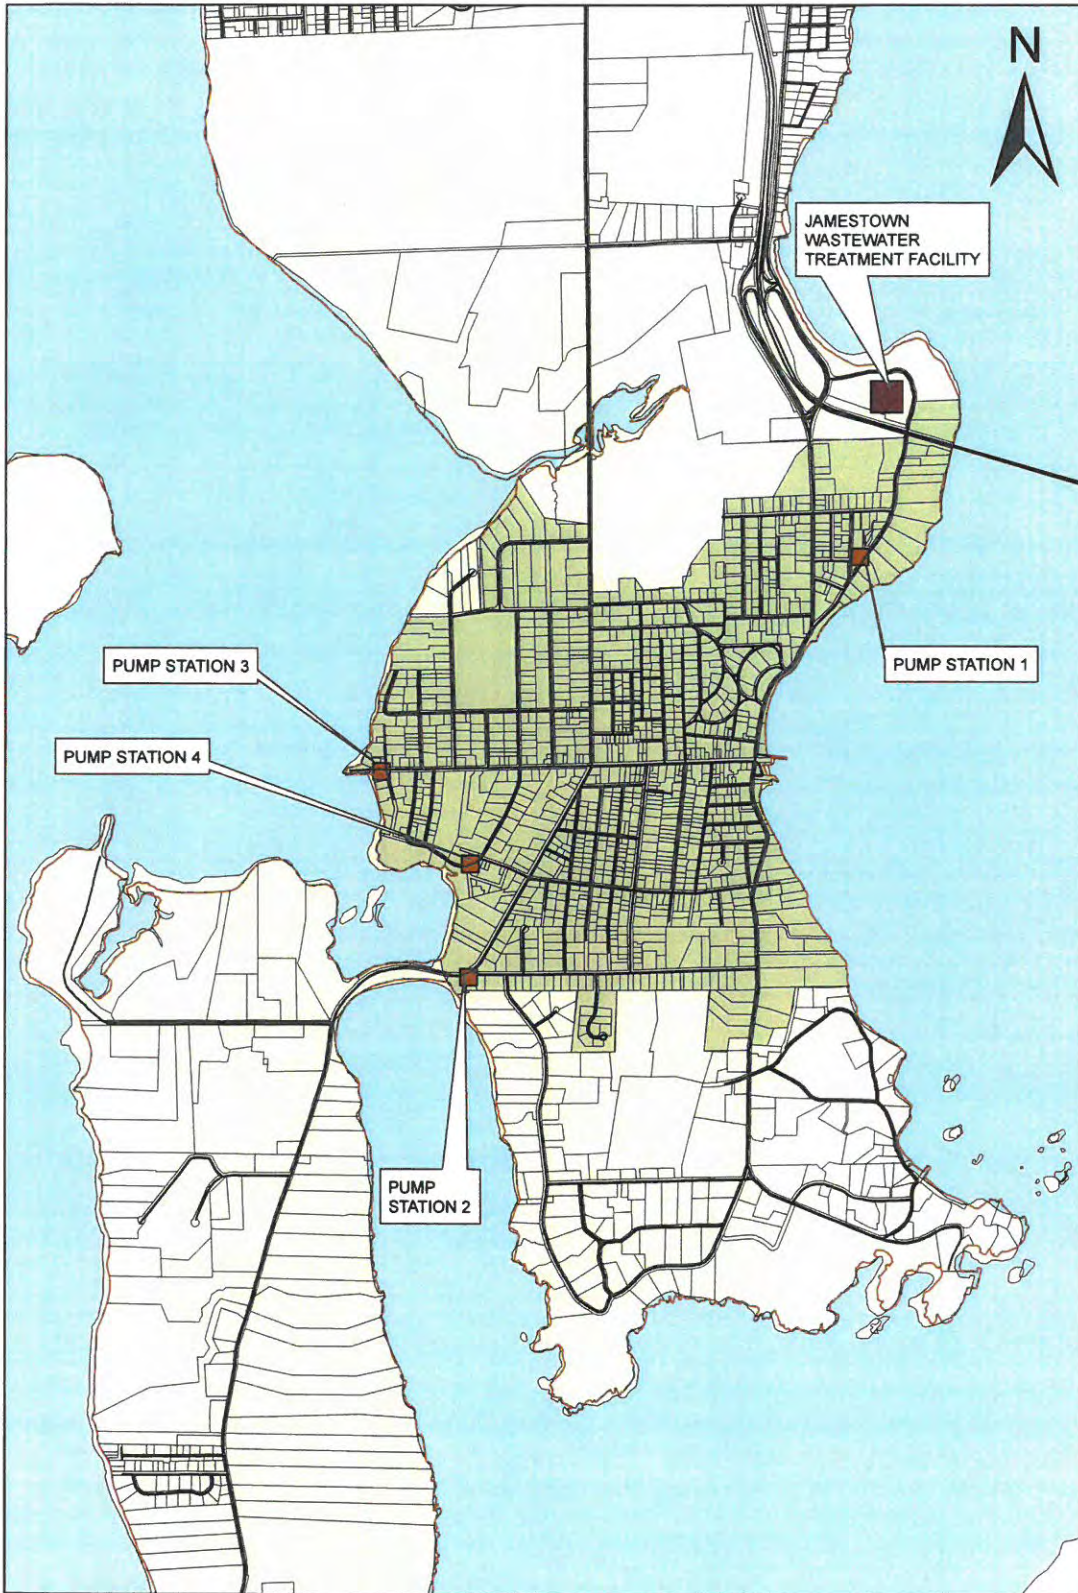 N
JAMESTOWN
WASTEWATER
TREATMENT FACILITY
PUMP STATION 3
PUMP STATION 1
PUMP STATION 4
PUMP
STATION 2